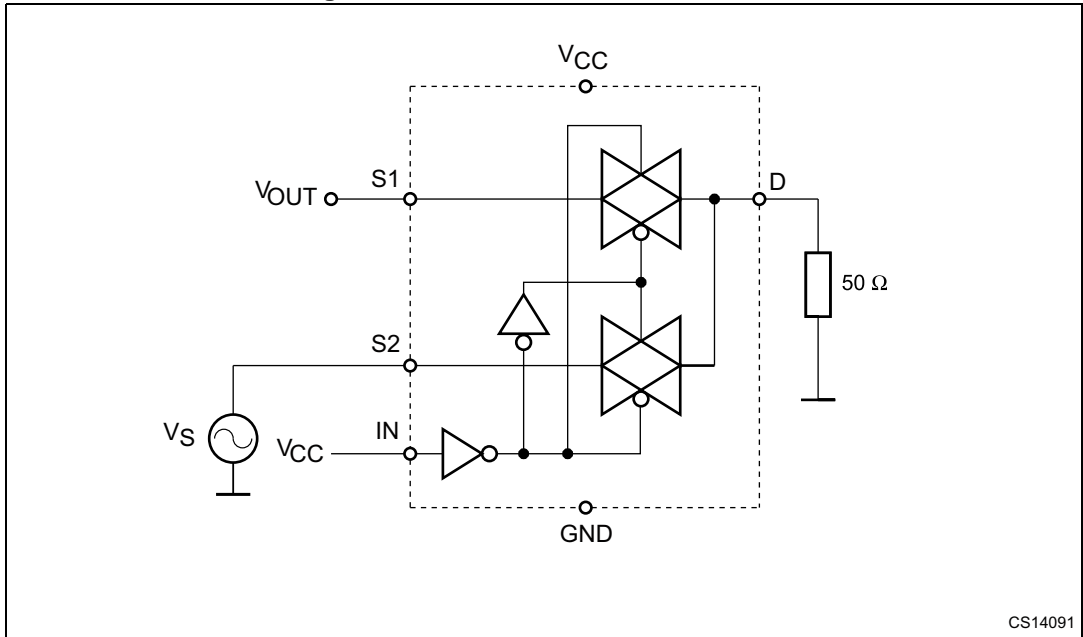 VCC
S1
D
VOUT
50 Ω
S2
IN
VS
VCC
GND
CS14091